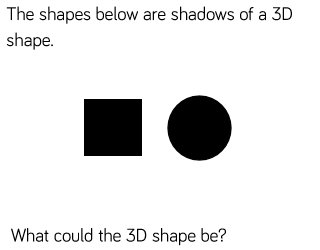 The shapes below are shadows of a 3D
shape.
What could the 3D shape be?